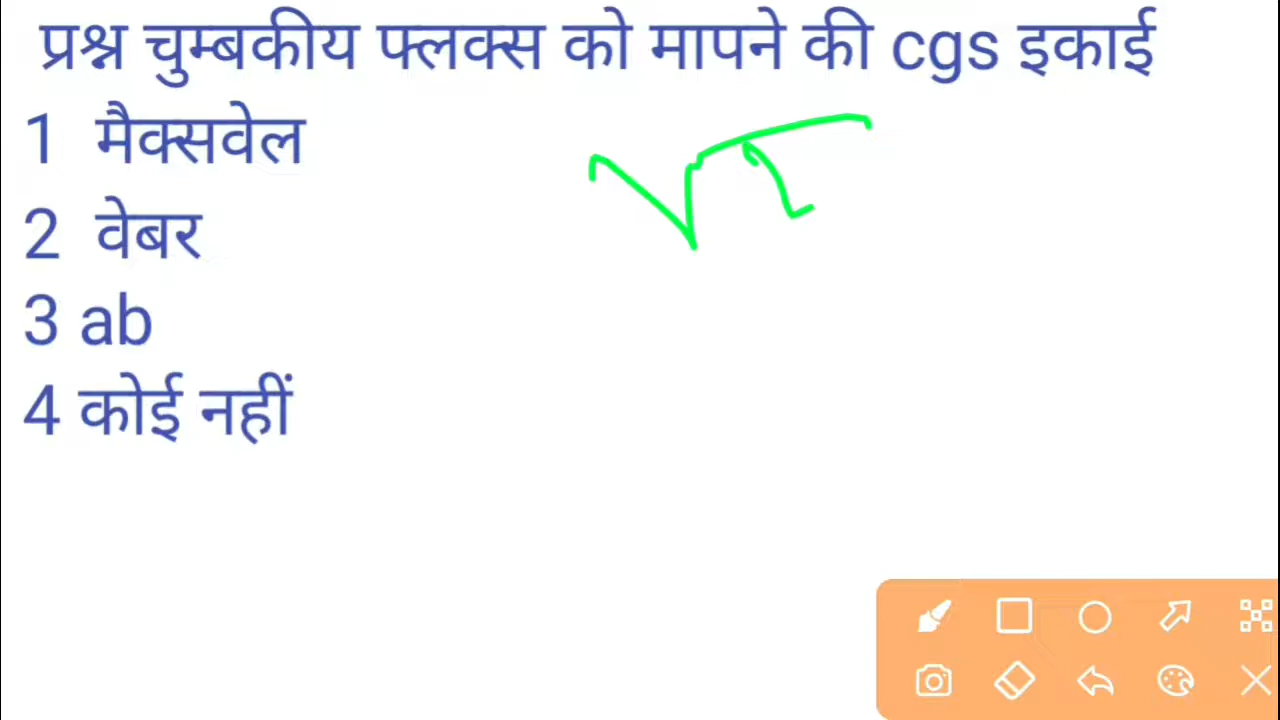 प्रश्न चुम्बकीय फ्लक्स को मापने की cgs इकाई
1 मैक्सवेल
2 वेबर
3 ab
4 कोई नहीं